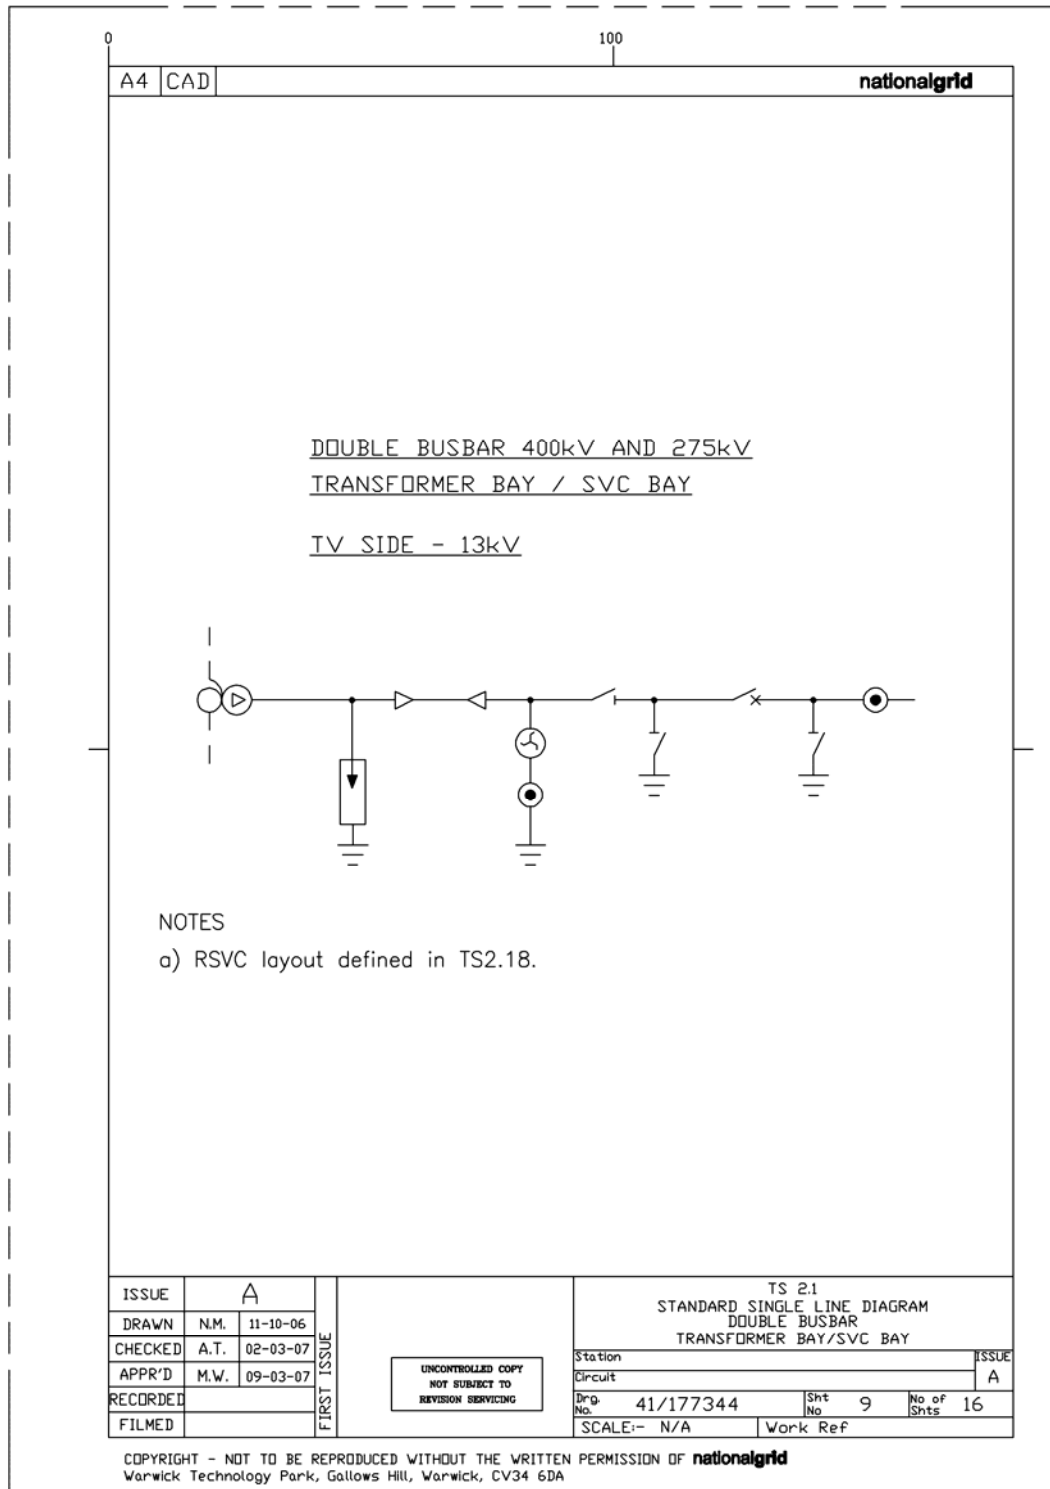 0 100
A4 CAD nationalgrid
DOUBLE BUSBAR 400kV AND 275kV
TRANSFORMER BAY / SVC BAY
TV SIDE - 13kV
NOTES
a) RSVC layout defined in TS2.18.
ISSUE A
DRAWN N.M. 11-10-06
CHECKED A.T. 02-03-07
APPR'D M.W. 09-03-07
RECORDED
FILMED
FIRST ISSUE
UNCONTROLLED COPY
NOT SUBJECT TO
REVISION SERVICING
TS 2.1
STANDARD SINGLE LINE DIAGRAM
DOUBLE BUSBAR
TRANSFORMER BAY/SVC BAY
Station ISSUE
Circuit A
Drg. No. 41/177344 Sht No 9 No of Shts 16
SCALE:- N/A Work Ref
COPYRIGHT - NOT TO BE REPRODUCED WITHOUT THE WRITTEN PERMISSION OF nationalgrid
Warwick Technology Park, Gallows Hill, Warwick, CV34 6DA